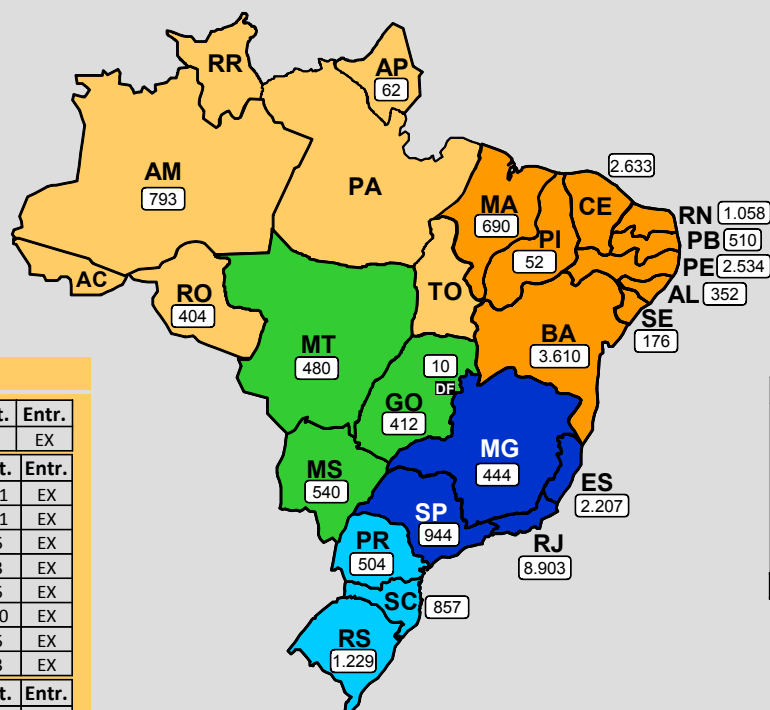 RR
AP
62
AM
793
PA
2.633
MA
690
CE
RN 1.058
PI
52
PB 510
PE 2.534
AC
AL 352
RO
404
TO
SE
176
BA
3.610
MT
480
10
DF
GO
412
t. Entr.
EX
MG
444
MS
540
ES
2.207
t. Entr.
1 EX
1 EX
EX
EX
EX
0 EX
EX
EX
SP
944
RJ
8.903
PR
504
SC 857
RS
1.229
t. Entr.